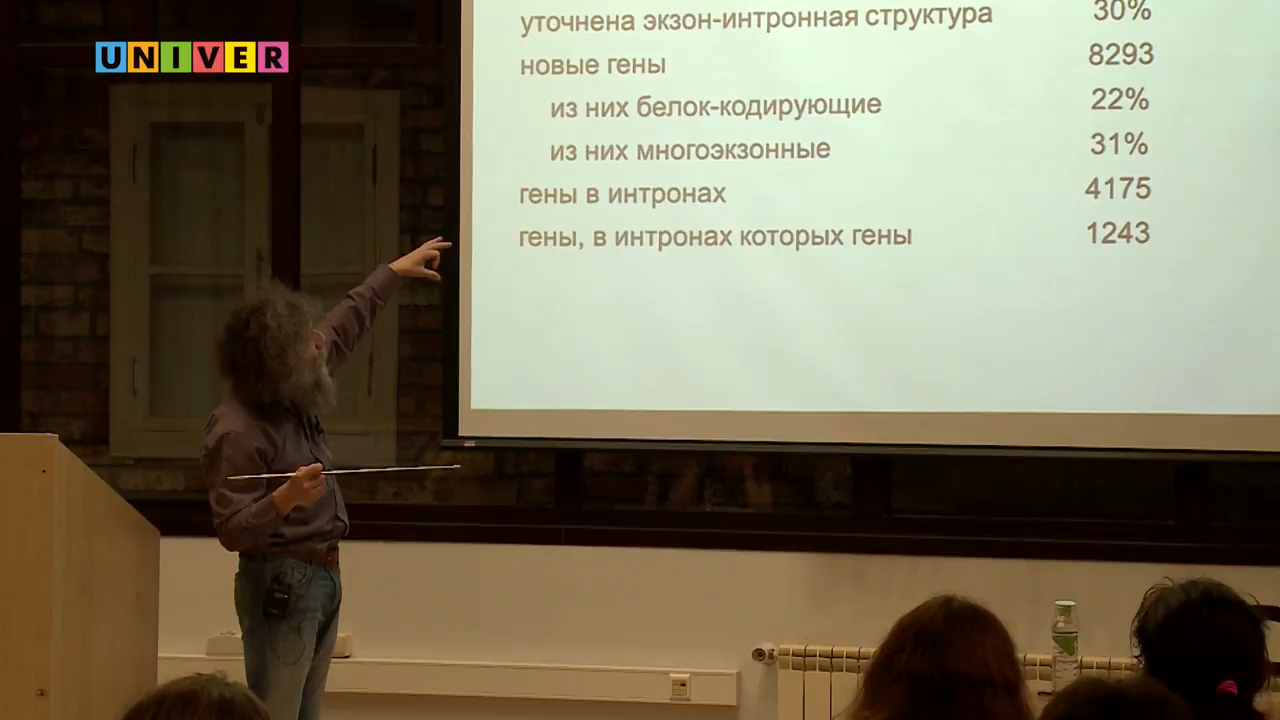 UNIVER
уточнена экзон-интронная структура 30%
новые гены 8293
из них белок-кодирующие 22%
из них многоэкзонные 31%
гены в интронах 4175
гены, в интронах которых гены 1243